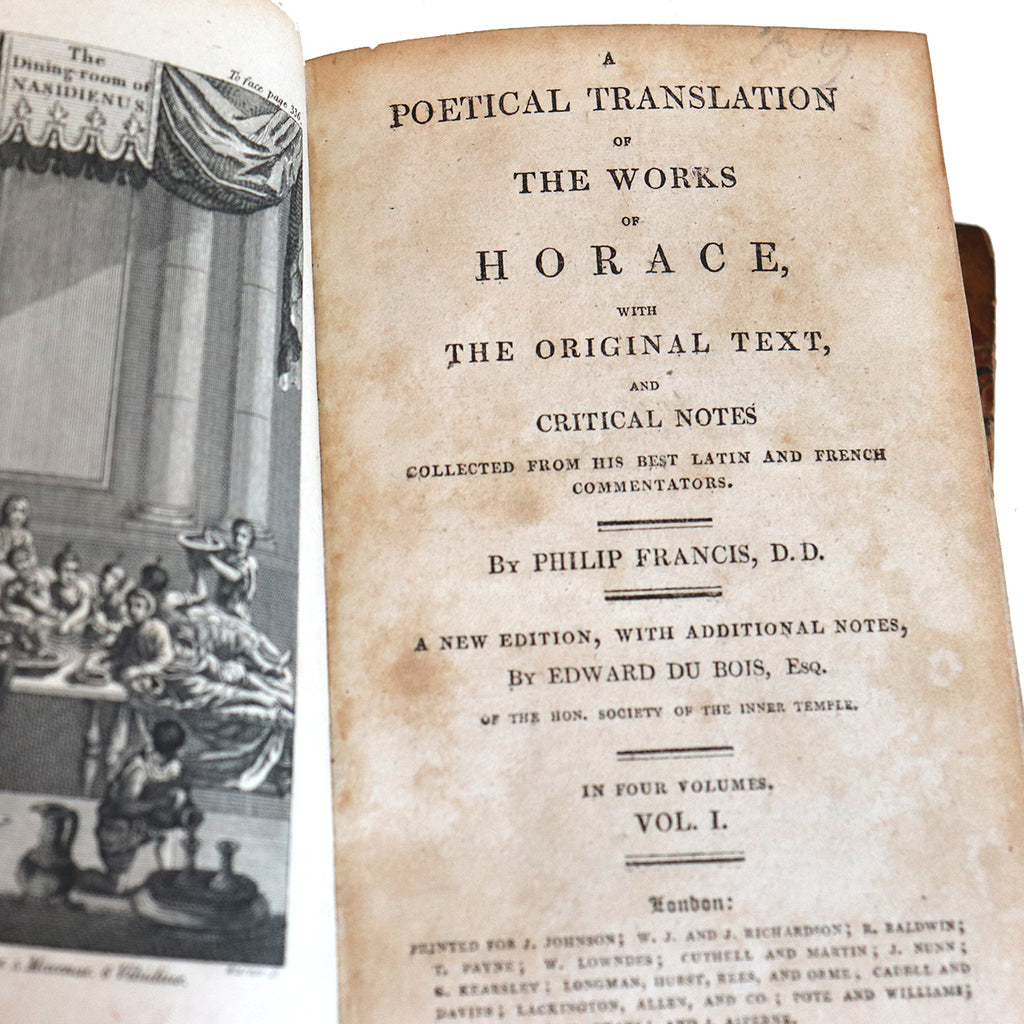 The
Dining-room of
NASIDIENUS
To face page 336.
A
POETICAL TRANSLATION
OF
THE WORKS
OF
HORACE,
WITH
THE ORIGINAL TEXT,
AND
CRITICAL NOTES
COLLECTED FROM HIS BEST LATIN AND FRENCH
COMMENTATORS.
By PHILIP FRANCIS, D.D.
A NEW EDITION, WITH ADDITIONAL NOTES,
By EDWARD DU BOIS, Esq.
OF THE HON. SOCIETY OF THE INNER TEMPLE.
IN FOUR VOLUMES.
VOL. I.
London:
PRINTED FOR J. JOHNSON; W. J. AND J. RICHARDSON; R. BALDWIN;
T. PAYNE; W. LOWNDES; CUTHELL AND MARTIN; J. NUNN;
G. KEARSLEY; LONGMAN, HURST, REES, AND ORME; CADELL AND
DAVIES; LACKINGTON, ALLEN, AND CO; POTE AND WILLIAMS;
AND J. ASPERNE.